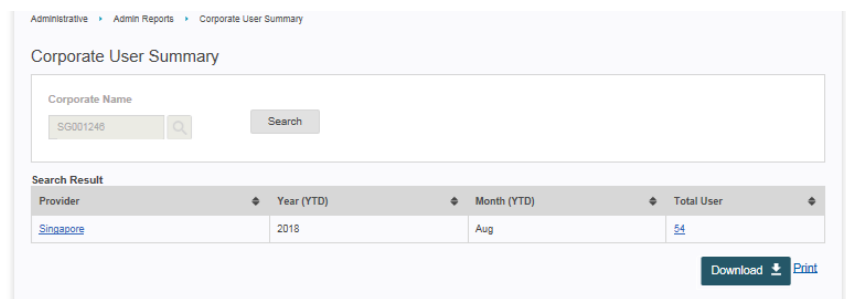 Administrative ▸ Admin Reports ▸ Corporate User Summary
Corporate User Summary
Corporate Name
SG001246
Search
Search Result
Provider Year (YTD) Month (YTD) Total User
Singapore 2018 Aug 54
Download Print